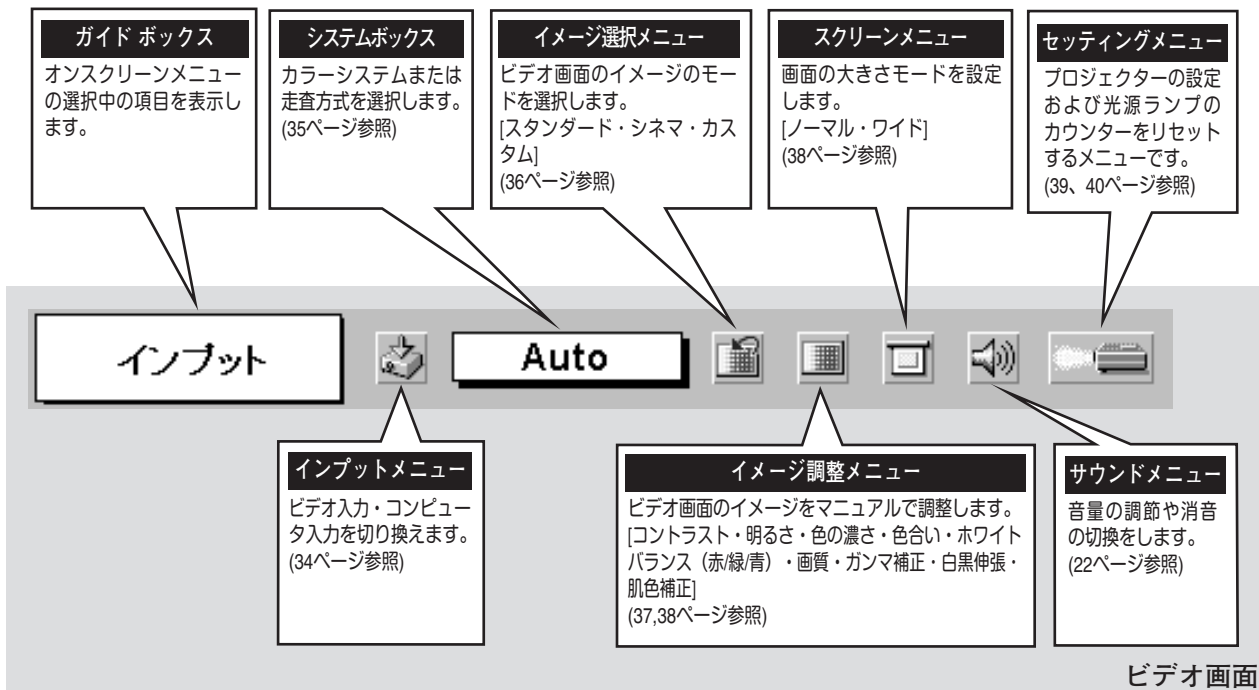 ガイド ボックス
オンスクリーンメニュー
の選択中の項目を表示し
ます。
システムボックス
カラーシステムまたは
走査方式を選択します。
(35ページ参照)
イメージ選択メニュー
ビデオ画面のイメージのモー
ドを選択します。
[スタンダード・シネマ・カス
タム]
(36ページ参照)
スクリーンメニュー
画面の大きさモードを設定
します。
[ノーマル・ワイド]
(38ページ参照)
セッティングメニュー
プロジェクターの設定
および光源ランプの
カウンターをリセット
するメニューです。
(39、40ページ参照)
インプット
Auto
インプットメニュー
ビデオ入力・コンピュー
タ入力を切り換えます。
(34ページ参照)
イメージ調整メニュー
ビデオ画面のイメージをマニュアルで調整します。
[コントラスト・明るさ・色の濃さ・色合い・ホワイト
バランス（赤/緑/青）・画質・ガンマ補正・白黒伸張・
肌色補正]
(37,38ページ参照)
サウンドメニュー
音量の調節や消音
の切換をします。
(22ページ参照)
ビデオ画面